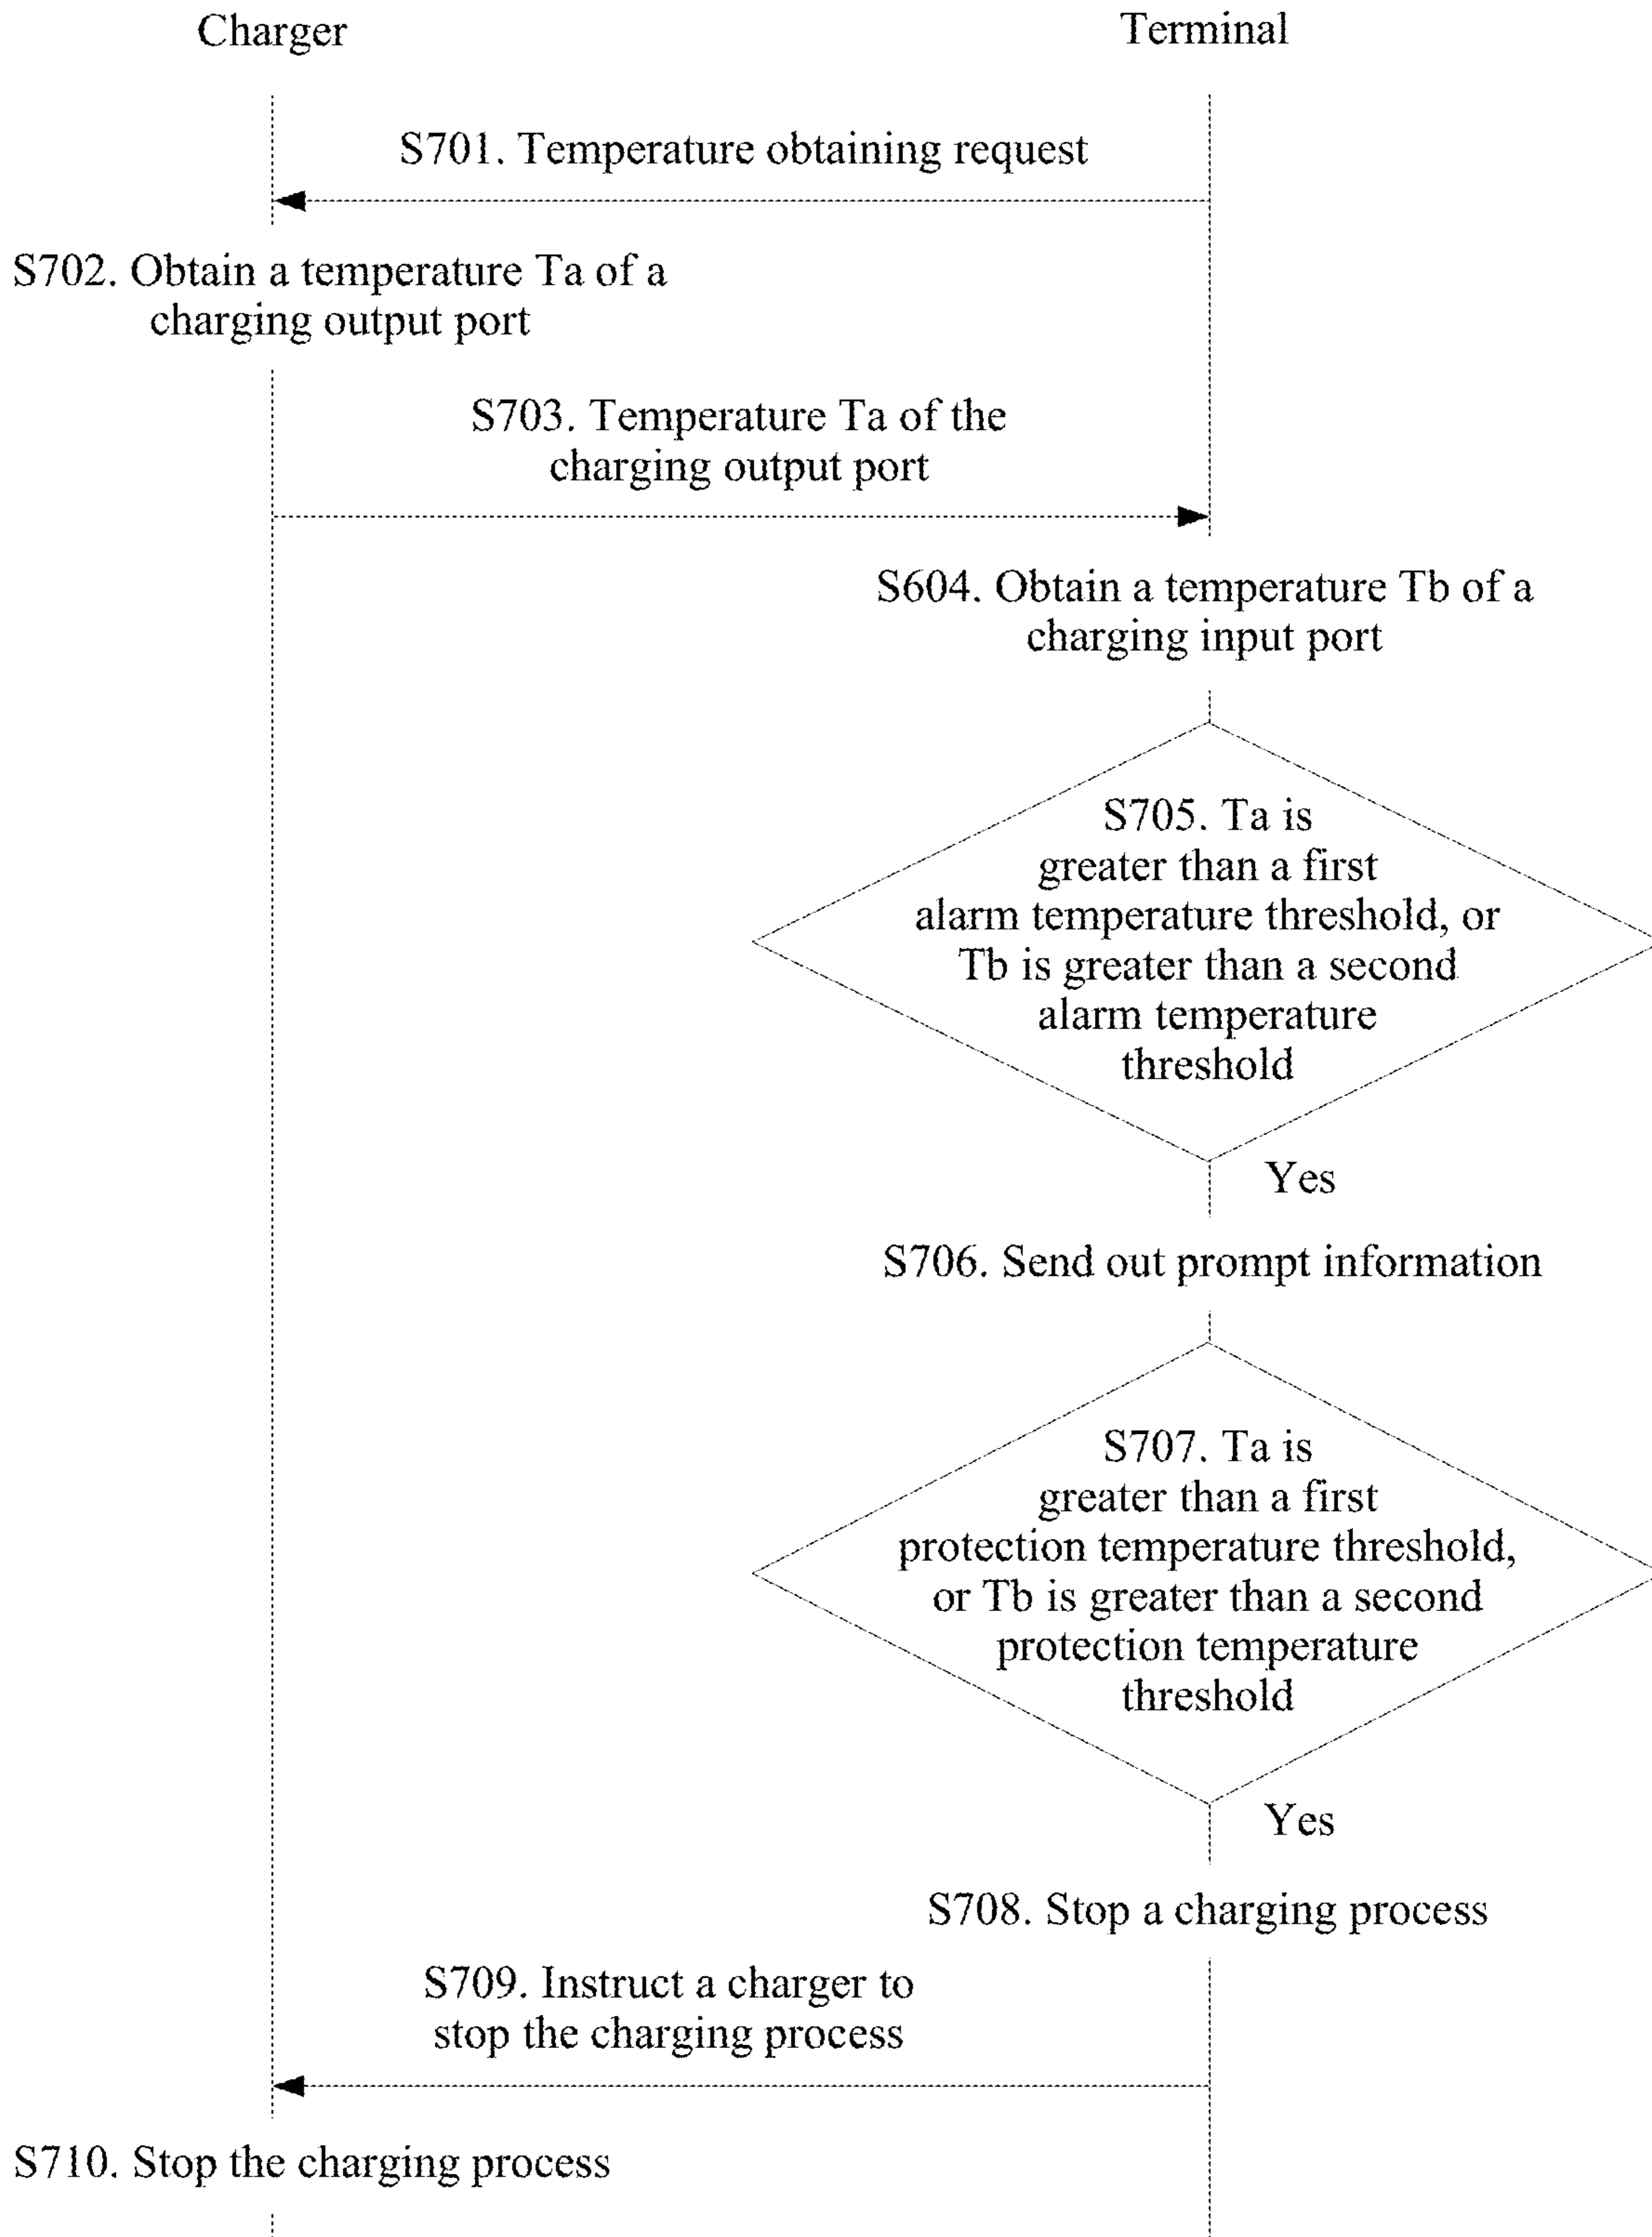 Charger
Terminal
S701. Temperature obtaining request
S702. Obtain a temperature Ta of a
charging output port
S703. Temperature Ta of the
charging output port
S604. Obtain a temperature Tb of a
charging input port
S705. Ta is
greater than a first
alarm temperature threshold, or
Tb is greater than a second
alarm temperature
threshold
Yes
S706. Send out prompt information
S707. Ta is
greater than a first
protection temperature threshold,
or Tb is greater than a second
protection temperature
threshold
Yes
S708. Stop a charging process
S709. Instruct a charger to
stop the charging process
S710. Stop the charging process